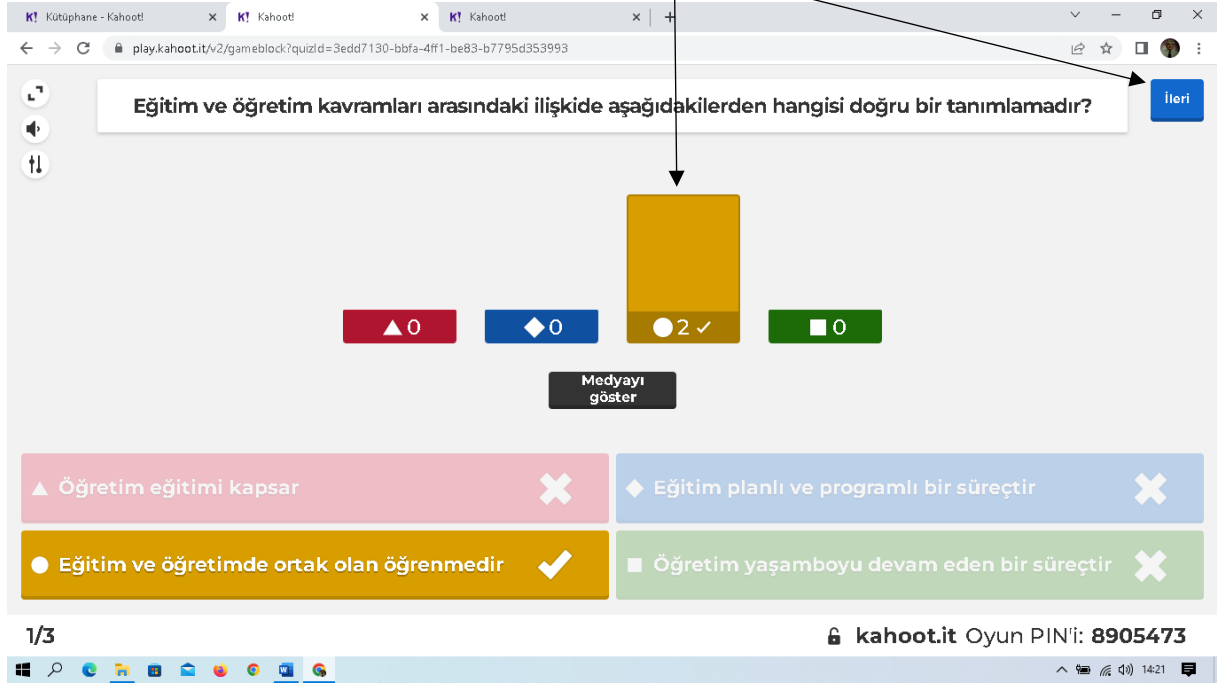 K! Kütüphane - Kahoot!
K! Kahoot!
K! Kahoot!
play.kahoot.it/v2/gameblock?quizId=3edd7130-bbfa-4ff1-be83-b7795d353993
Eğitim ve öğretim kavramları arasındaki ilişkide aşağıdakilerden hangisi doğru bir tanımlamadır?
İleri
0
0
2
0
Medyayı
göster
Öğretim eğitimi kapsar
Eğitim planlı ve programlı bir süreçtir
Eğitim ve öğretimde ortak olan öğrenmedir
Öğretim yaşamboyu devam eden bir süreçtir
1/3
kahoot.it Oyun PIN'i: 8905473
14:21